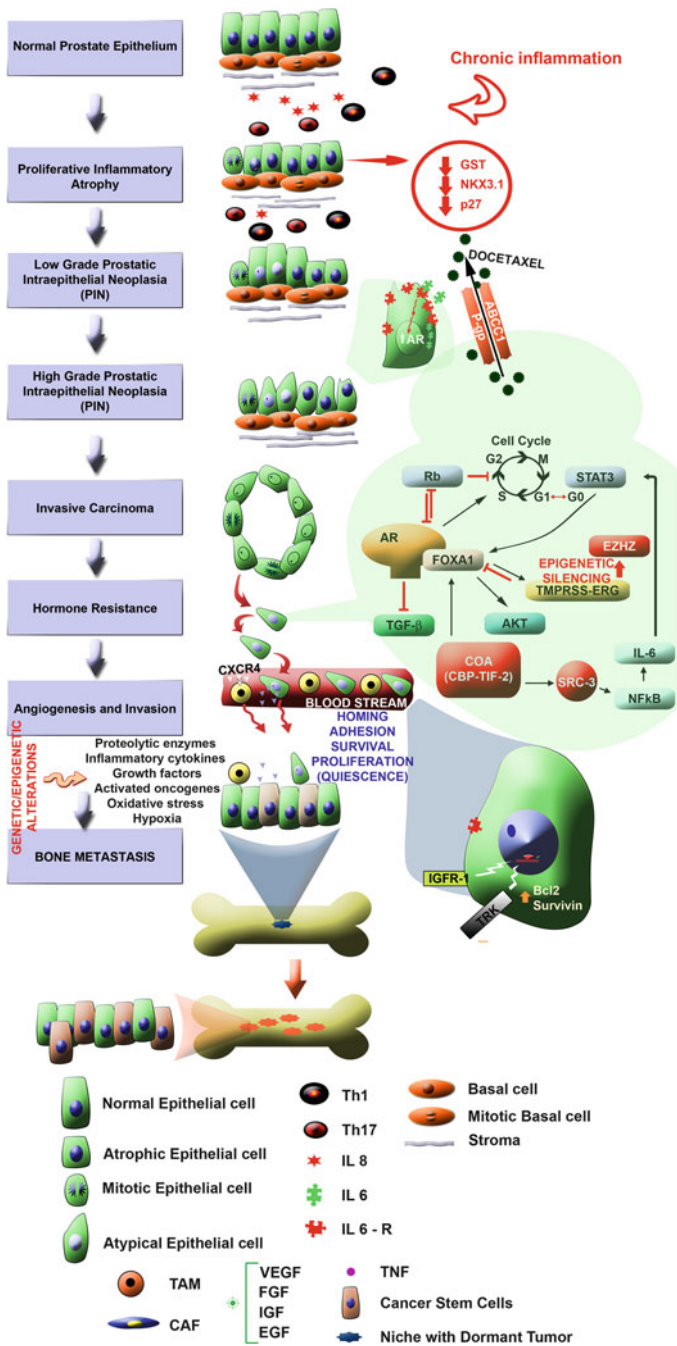 Normal Prostate Epithelium
Chronic inflammation
Proliferative Inflammatory
Atrophy
GST
NKX3.1
p27
Low Grade Prostatic
Intraepithelial Neoplasia
(PIN)
DOCETAXEL
P-gp
ABCC1
AR
High Grade Prostatic
Intraepithelial Neoplasia
(PIN)
Cell Cycle
G2
M
S
G1
G0
Rb
STAT3
Invasive Carcinoma
AR
FOXA1
EZHZ
EPIGENETIC
SILENCING
TMPRSS-ERG
Hormone Resistance
TGF-β
AKT
IL-6
COA
(CBP-TIF-2)
SRC-3
NFkB
CXCR4
BLOOD STREAM
Angiogenesis and Invasion
HOMING
ADHESION
SURVIVAL
PROLIFERATION
(QUIESCENCE)
GENETIC/EPIGENETIC
ALTERATIONS
Proteolytic enzymes
Inflammatory cytokines
Growth factors
Activated oncogenes
Oxidative stress
Hypoxia
BONE METASTASIS
IGFR-1
TRK
Bcl2
Survivin
Normal Epithelial cell
Atrophic Epithelial cell
Mitotic Epithelial cell
Atypical Epithelial cell
Th1
Th17
IL 8
IL 6
IL 6 - R
Basal cell
Mitotic Basal cell
Stroma
TAM
CAF
VEGF
FGF
IGF
EGF
TNF
Cancer Stem Cells
Niche with Dormant Tumor